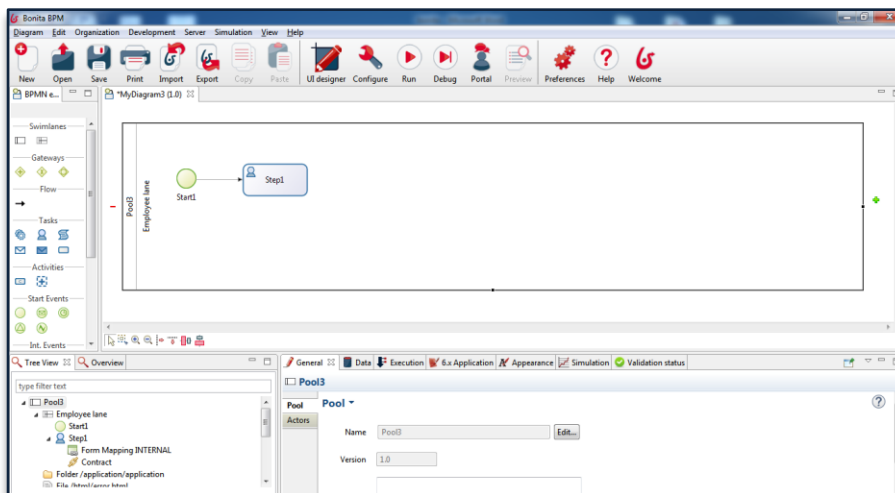 Bonita BPM
Diagram Edit Organization Development Server Simulation View Help
New Open Save Print Import Export Copy Paste UI designer Configure Run Debug Portal Preview Preferences Help Welcome
BPMN e...
*MyDiagram3 (1.0)
Swimlanes
Gateways
Flow
Tasks
Activities
Start Events
Int. Events
Pool3
Employee lane
Start1
Step1
Tree View Overview
type filter text
Pool3
Employee lane
Start1
Step1
Form Mapping INTERNAL
Contract
Folder /application/application
File /html/error.html
General Data Execution 6.x Application Appearance Simulation Validation status
Pool3
Pool
Actors
Pool
Name Pool3 Edit...
Version 1.0